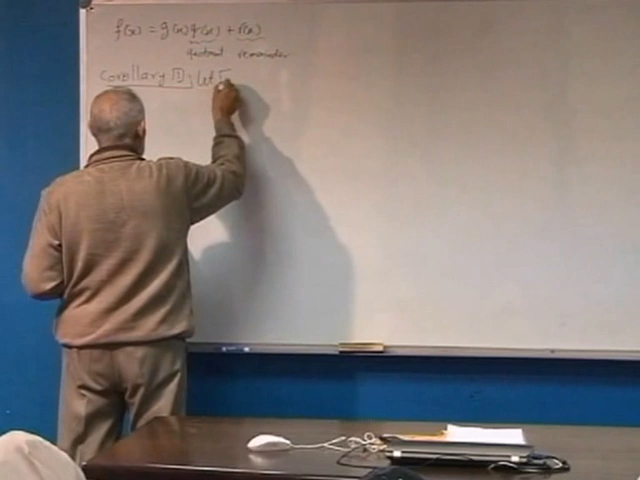 f(x) = g(x) q(x) + r(x)
quotient remainder
Corollary 1: Let